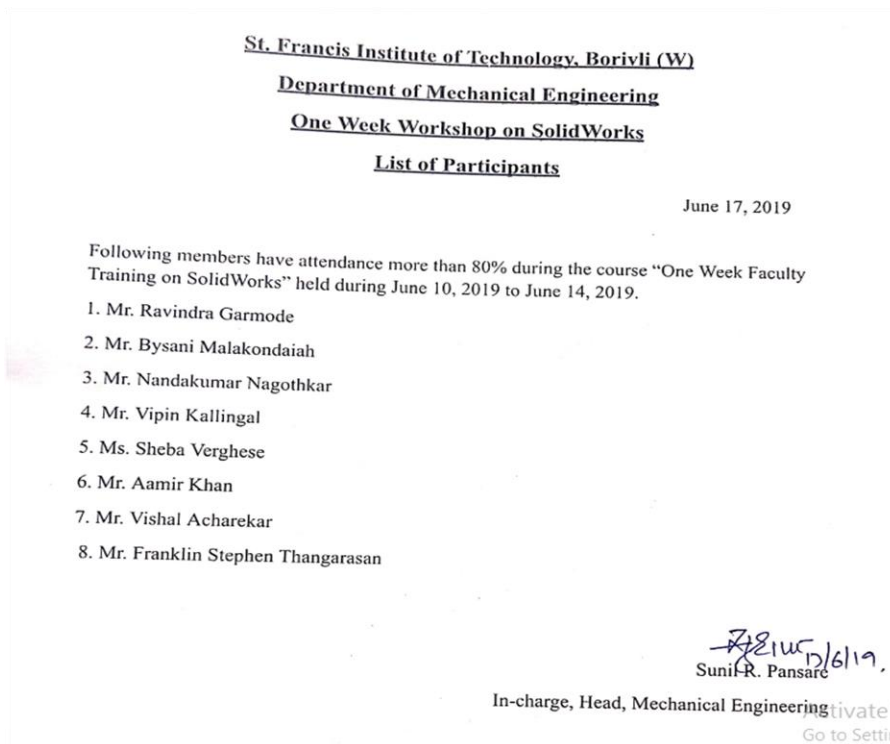 St. Francis Institute of Technology, Borivli (W)
Department of Mechanical Engineering
One Week Workshop on SolidWorks
List of Participants
June 17, 2019
Following members have attendance more than 80% during the course “One Week Faculty
Training on SolidWorks” held during June 10, 2019 to June 14, 2019.
1. Mr. Ravindra Garmode
2. Mr. Bysani Malakondaiah
3. Mr. Nandakumar Nagothkar
4. Mr. Vipin Kallingal
5. Ms. Sheba Verghese
6. Mr. Aamir Khan
7. Mr. Vishal Acharekar
8. Mr. Franklin Stephen Thangarasan
17/6/19.
Sunil R. Pansare
In-charge, Head, Mechanical Engineering
Activate
Go to Setti